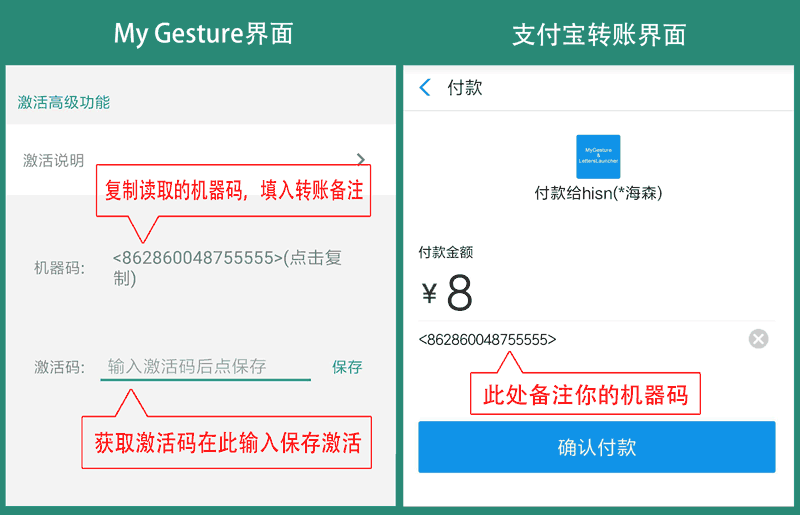 My Gesture界面
激活高级功能
激活说明
复制读取的机器码，填入转账备注
机器码:
<862860048755555>(点击复
制)
激活码:
输入激活码后点保存
保存
获取激活码在此输入保存激活
支付宝转账界面
付款
MyGesture
&
LettersLauncher
付款给hisn(*海森)
付款金额
¥ 8
<862860048755555>
此处备注你的机器码
确认付款